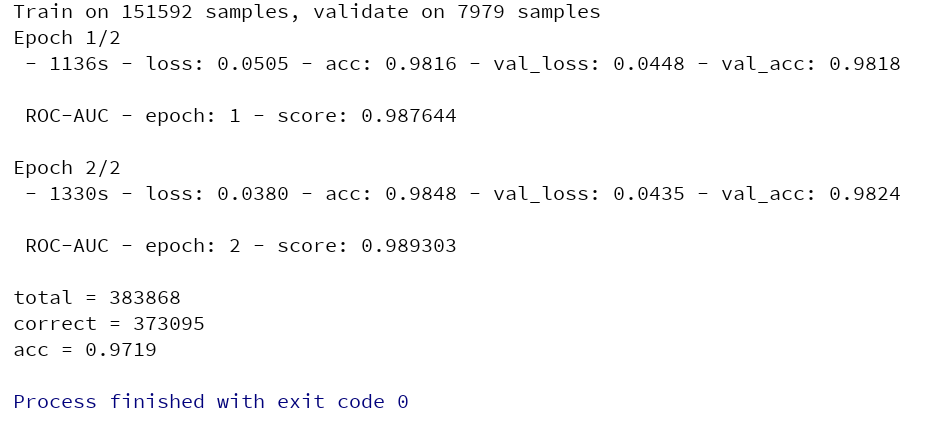 Train on 151592 samples, validate on 7979 samples
Epoch 1/2
 - 1136s - loss: 0.0505 - acc: 0.9816 - val_loss: 0.0448 - val_acc: 0.9818
 ROC-AUC - epoch: 1 - score: 0.987644
Epoch 2/2
 - 1330s - loss: 0.0380 - acc: 0.9848 - val_loss: 0.0435 - val_acc: 0.9824
 ROC-AUC - epoch: 2 - score: 0.989303
total = 383868
correct = 373095
acc = 0.9719
Process finished with exit code 0